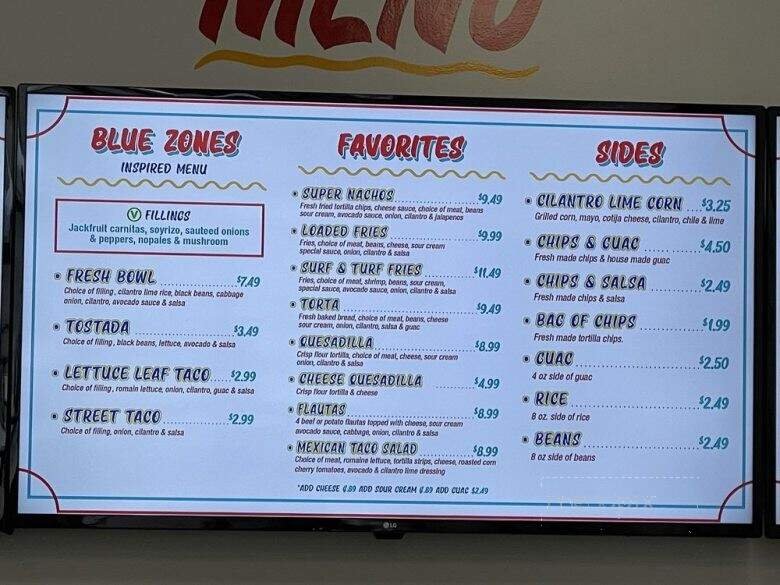 MENU
BLUE ZONES
INSPIRED MENU
V FILLINGS
Jackfruit carnitas, soyrizo, sauteed onions
& peppers, nopales & mushroom
• FRESH BOWL $7.49
Choice of filling, cilantro lime rice, black beans, cabbage
onion, cilantro, avocado sauce & salsa
• TOSTADA $3.49
Choice of filling, black beans, lettuce, avocado & salsa
• LETTUCE LEAF TACO $2.99
Choice of filling, romain lettuce, onion, cilantro, guac & salsa
• STREET TACO $2.99
Choice of filling, onion, cilantro & salsa
FAVORITES
• SUPER NACHOS $9.49
Fresh fried tortilla chips, cheese sauce, choice of meat, beans
sour cream, avocado sauce, onion, cilantro & jalapenos
• LOADED FRIES $9.99
Fries, choice of meat, beans, cheese, sour cream
special sauce, onion, cilantro & salsa
• SURF & TURF FRIES $11.49
Fries, choice of meat, shrimp, beans, sour cream,
special sauce, avocado sauce, onion, cilantro & salsa
• TORTA $9.49
Fresh baked bread, choice of meat, beans, cheese
sour cream, onion, cilantro, salsa & guac
• QUESADILLA $8.99
Crisp flour tortilla, choice of meat, cheese, sour cream
onion, cilantro & salsa
• CHEESE QUESADILLA $4.99
Crisp flour tortilla & cheese
• FLAUTAS $8.99
4 beef or potato flautas topped with cheese, sour cream
avocado sauce, cabbage, onion, cilantro & salsa
• MEXICAN TACO SALAD $8.99
Choice of meat, romaine lettuce, tortilla strips, cheese, roasted corn
cherry tomatoes, avocado & cilantro lime dressing
*ADD CHEESE $.89 ADD SOUR CREAM $.89 ADD GUAC $2.49
SIDES
• CILANTRO LIME CORN $3.25
Grilled corn, mayo, cotija cheese, cilantro, chile & lime
• CHIPS & GUAC $4.50
Fresh made chips & house made guac
• CHIPS & SALSA $2.49
Fresh made chips & salsa
• BAG OF CHIPS $1.99
Fresh made tortilla chips.
• GUAC $2.50
4 oz side of guac
• RICE $2.49
8 oz. side of rice
• BEANS $2.49
8 oz side of beans
LG